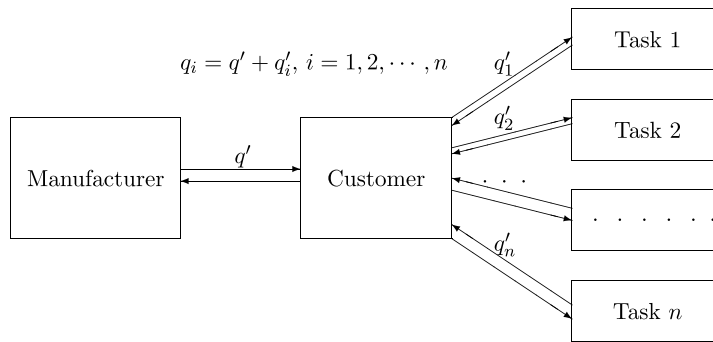 Task 1
q_i = q′ + q′_i, i = 1, 2, ⋯ , n
q′_1
q′_2
Task 2
q′
Manufacturer
Customer
. . .
. . . . . .
q′_n
Task n